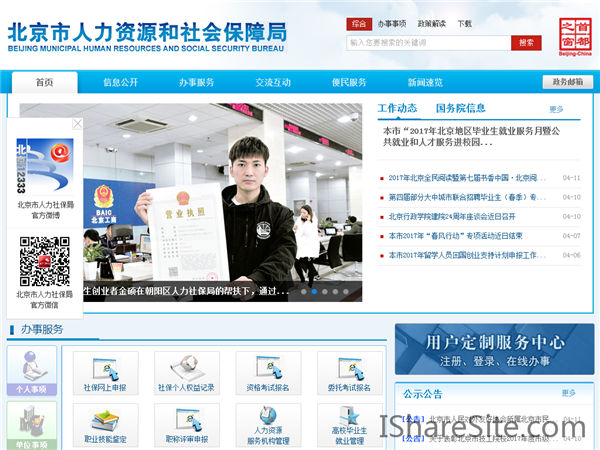 北京市人力资源和社会保障局
BEIJING MUNICIPAL HUMAN RESOURCES AND SOCIAL SECURITY BUREAU
综合 办事事项 政策解读 下载
输入您要搜索的关键词 搜索
首都之窗
Beijing-China
首页 信息公开 办事服务 交流互动 便民服务 新闻速览 政务邮箱
12333
北京市人力社保局
官方微博
北京市人力社保局
官方微信
BAIC
北京工商
营业执照
生创业者金硕在朝阳区人力社保局的帮扶下，通过...
工作动态 国务院信息 更多
本市“2017年北京地区毕业生就业服务月暨公
共就业和人才服务进校园...
2017年北京全民阅读暨第七届书香中国·北京阅... 04-11
第四届部分大中城市联合招聘毕业生（春季）专... 04-11
北京行政学院建院24周年座谈会近日召开 04-10
本市2017年“春风行动”专项活动近日结束 04-07
本市2017年留学人员回国创业支持计划申报工作... 04-06
办事服务
个人事项
单位事项
社保网上申报 社保个人权益记录 资格考试报名 委托考试报名
职业技能鉴定 职称评审申报 人力资源
服务机构管理 高校毕业生
就业管理
用户定制服务中心
注册、登录、在线办事
公示公告 更多
[公告] 北京市人民对外友好协会所属北京市民... 04-11
[公告] 关于表彰北京市技工院校2017年度市级...
IShareSite.com